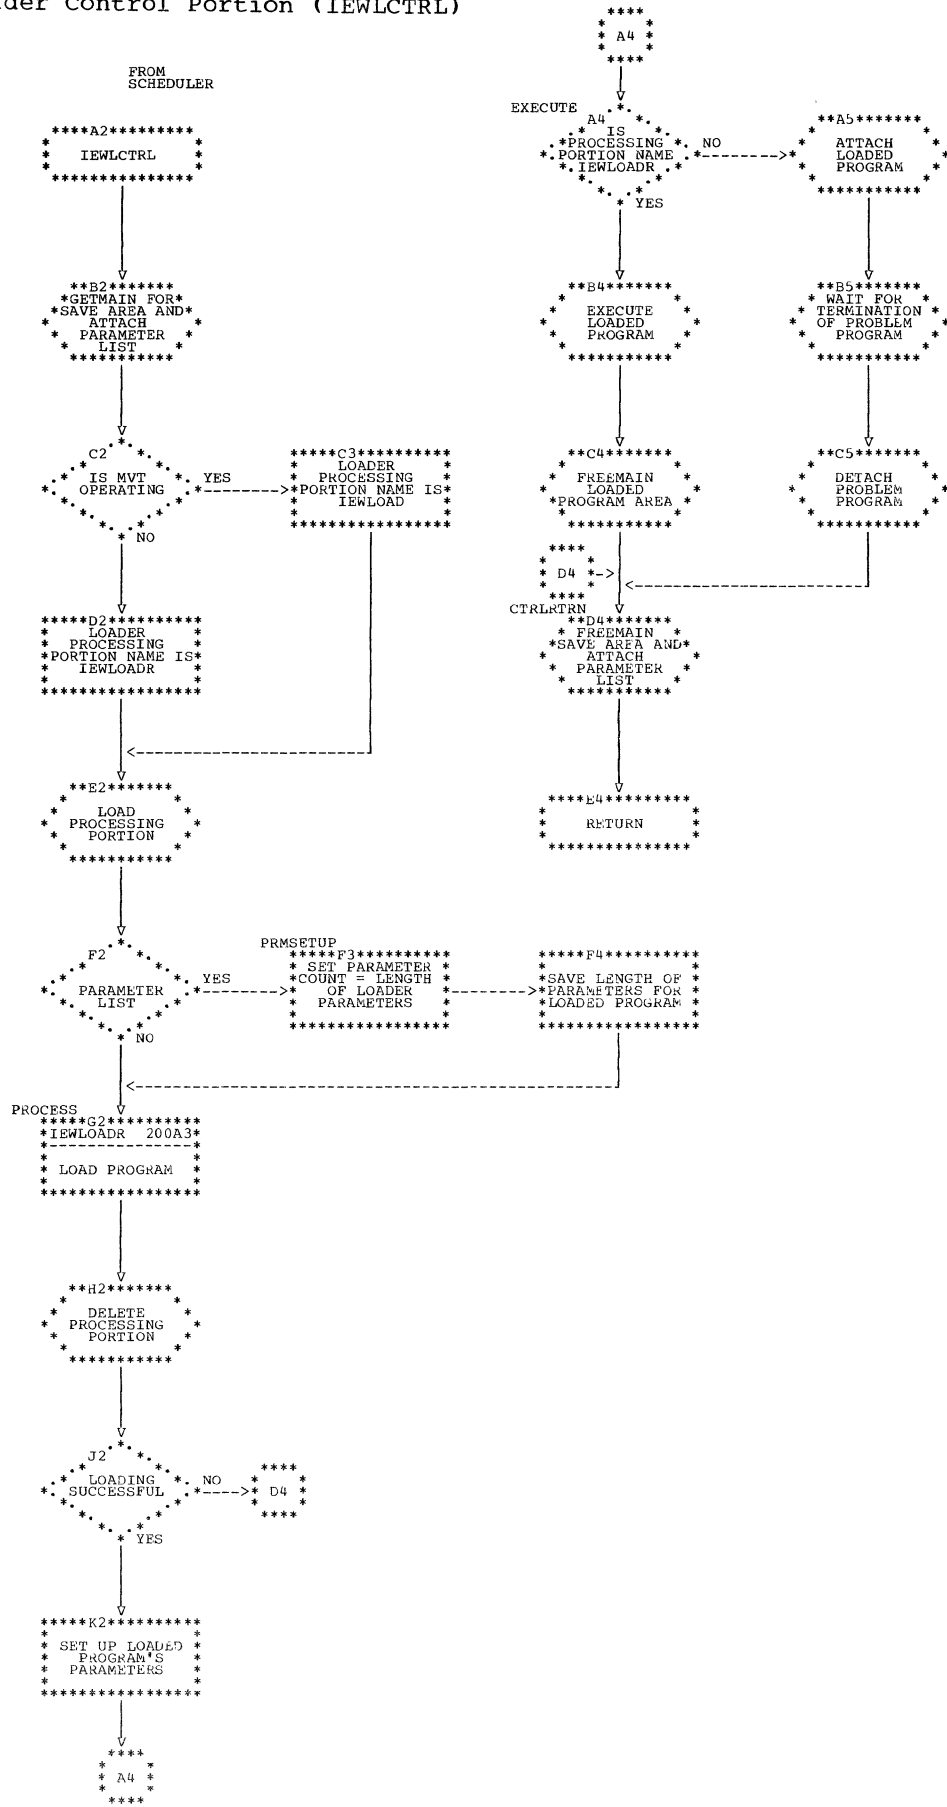 der Control Portion (IEWLCTRL)
FROM
SCHEDULER
A2
IEWLCTRL
B2
GETMAIN FOR
SAVE AREA AND
ATTACH
PARAMETER
LIST
C2
IS MVT
OPERATING
YES
NO
C3
LOADER
PROCESSING
PORTION NAME IS
IEWLOAD
D2
LOADER
PROCESSING
PORTION NAME IS
IEWLOADR
E2
LOAD
PROCESSING
PORTION
F2
PARAMETER
LIST
YES
NO
PRMSETUP
F3
SET PARAMETER
COUNT = LENGTH
OF LOADER
PARAMETERS
F4
SAVE LENGTH OF
PARAMETERS FOR
LOADED PROGRAM
PROCESS
G2
IEWLOADR 200A3
LOAD PROGRAM
H2
DELETE
PROCESSING
PORTION
J2
LOADING
SUCCESSFUL
NO
D4
YES
K2
SET UP LOADED
PROGRAM'S
PARAMETERS
A4
A4
EXECUTE
A4
IS
PROCESSING
PORTION NAME
IEWLOADR
NO
YES
A5
ATTACH
LOADED
PROGRAM
B4
EXECUTE
LOADED
PROGRAM
B5
WAIT FOR
TERMINATION
OF PROBLEM
PROGRAM
C4
FREEMAIN
LOADED
PROGRAM AREA
C5
DETACH
PROBLEM
PROGRAM
D4
CTRLRTRN
D4
FREEMAIN
SAVE AREA AND
ATTACH
PARAMETER
LIST
E4
RETURN